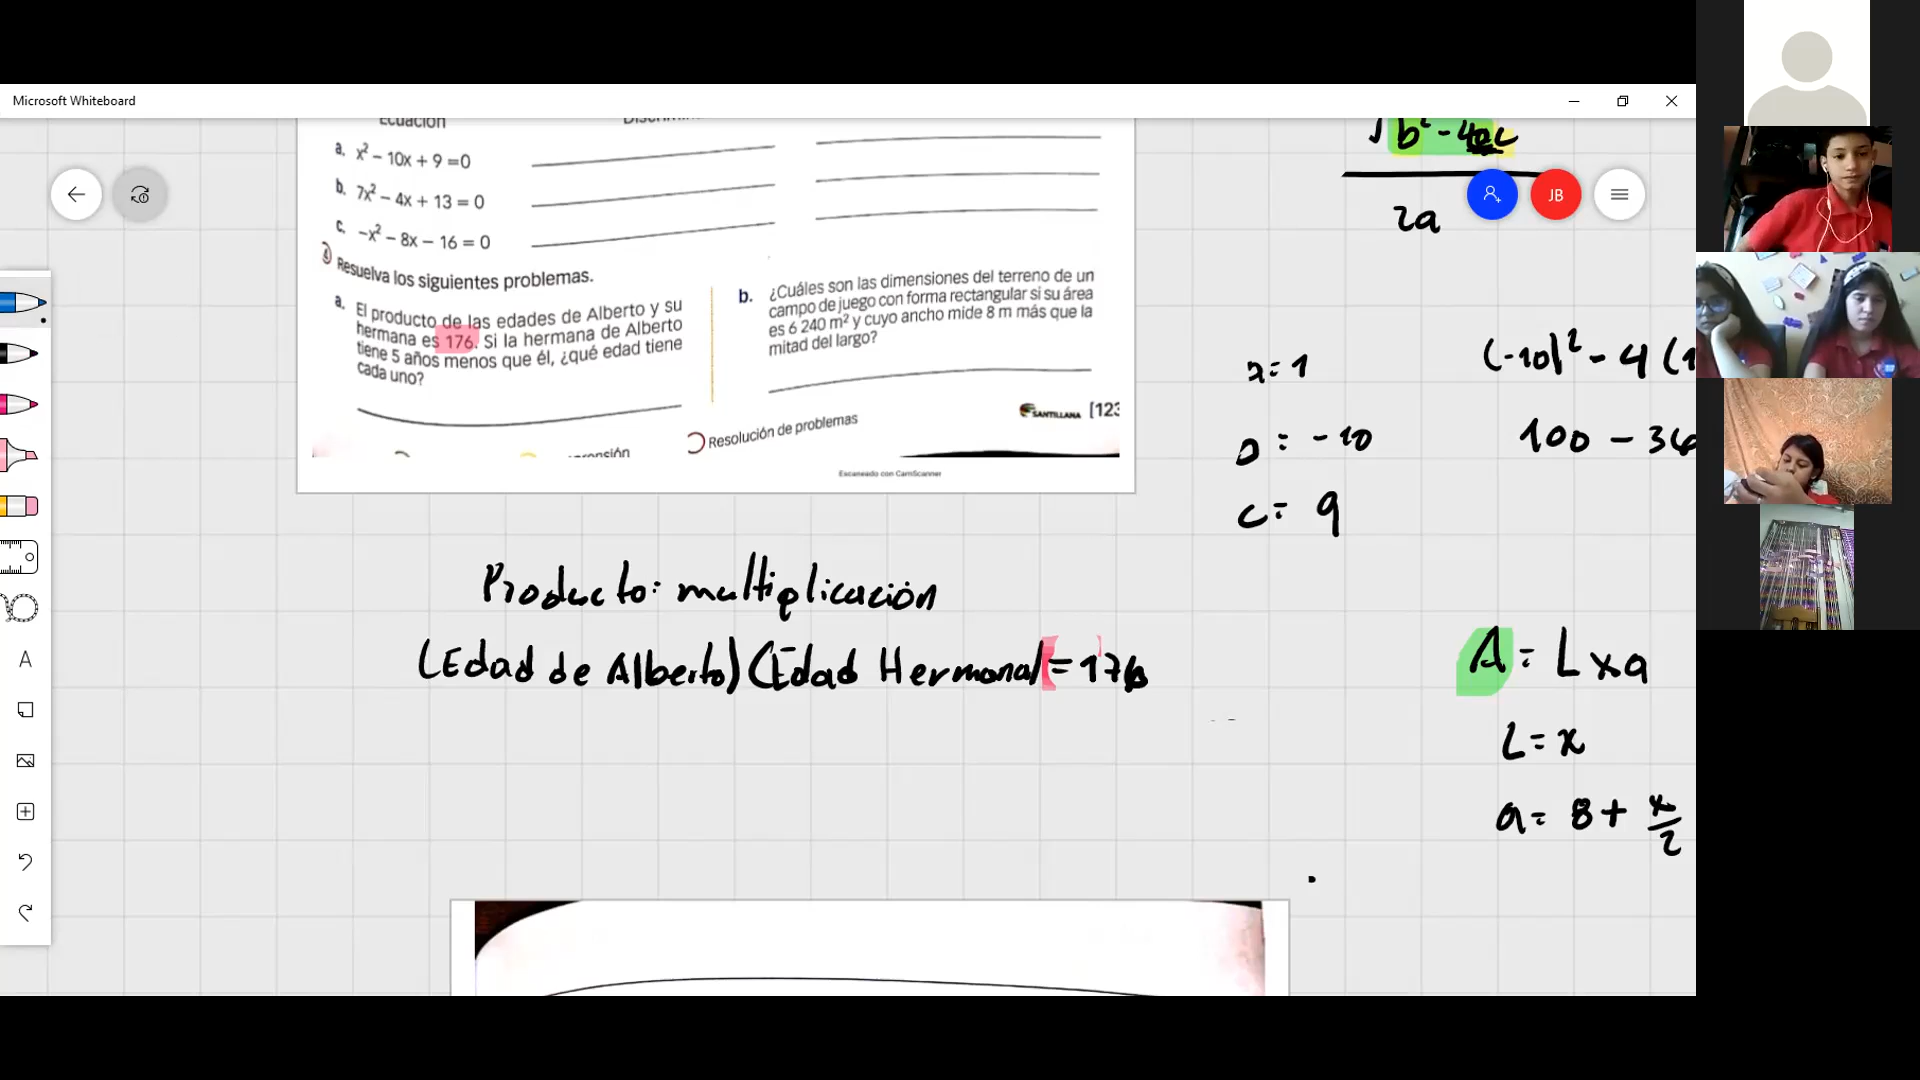 Microsoft Whiteboard
Ecuación
a. x² – 10x + 9 = 0
b. 7x² – 4x + 13 = 0
c. –x² – 8x – 16 = 0
Resuelva los siguientes problemas.
a. El producto de las edades de Alberto y su
hermana es 176. Si la hermana de Alberto
tiene 5 años menos que él, ¿qué edad tiene
cada uno?
b. ¿Cuáles son las dimensiones del terreno de un
campo de juego con forma rectangular si su área
es 6 240 m² y cuyo ancho mide 8 m más que la
mitad del largo?
SANTILLANA [123
Resolución de problemas
Escaneado con CamScanner
Producto: multiplicación
(Edad de Alberto)(Edad Hermana)=176
√b² - 4ac
2a
JB
a = 1
b = -10
c = 9
(-10)² - 4(1
100 - 36
A = L x a
L = x
a = 8 + x/2
A